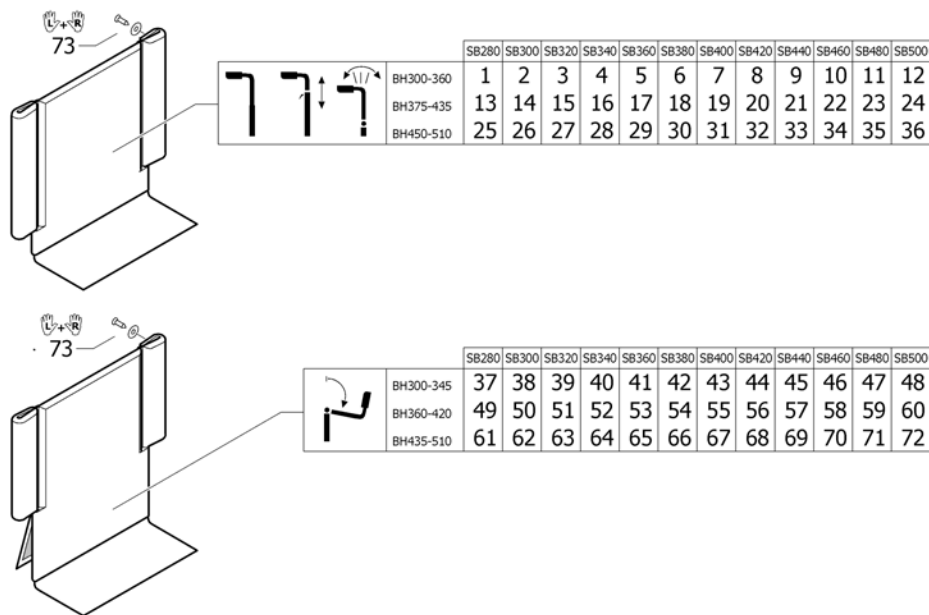 L + R
73
SB280 SB300 SB320 SB340 SB360 SB380 SB400 SB420 SB440 SB460 SB480 SB500
BH300-360 1 2 3 4 5 6 7 8 9 10 11 12
BH375-435 13 14 15 16 17 18 19 20 21 22 23 24
BH450-510 25 26 27 28 29 30 31 32 33 34 35 36
L + R
73
SB280 SB300 SB320 SB340 SB360 SB380 SB400 SB420 SB440 SB460 SB480 SB500
BH300-345 37 38 39 40 41 42 43 44 45 46 47 48
BH360-420 49 50 51 52 53 54 55 56 57 58 59 60
BH435-510 61 62 63 64 65 66 67 68 69 70 71 72